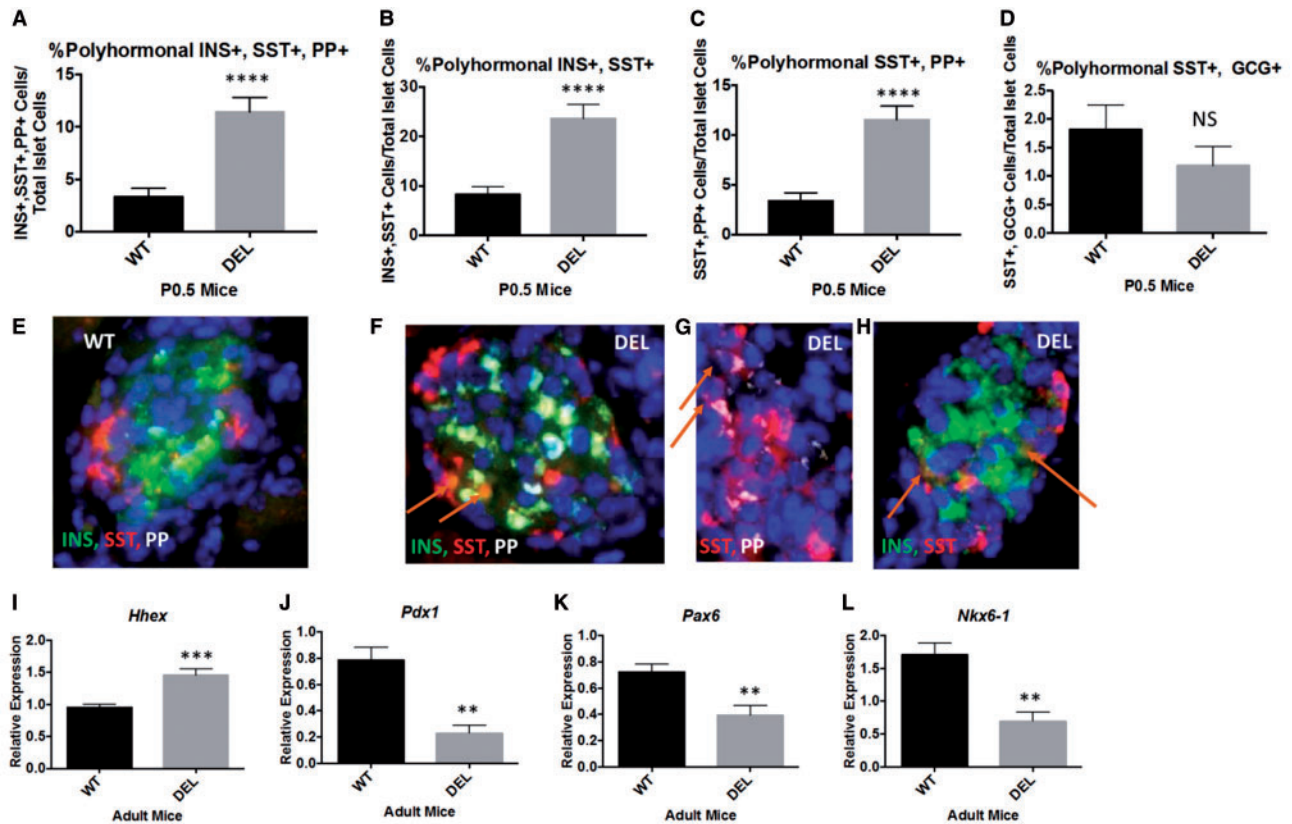 A
%Polyhormonal INS+, SST+, PP+
INS+,SST+,PP+ Cells/
Total Islet Cells
15
10
5
0
****
WT
DEL
P0.5 Mice
B
%Polyhormonal INS+, SST+
INS+,SST+ Cells/Total Islet Cells
30
20
10
0
****
WT
DEL
P0.5 Mice
C
%Polyhormonal SST+, PP+
SST+,PP+ Cells/Total Islet Cells
15
10
5
0
****
WT
DEL
P0.5 Mice
D
%Polyhormonal SST+, GCG+
SST+, GCG+ Cells/Total Islet Cells
2.5
2.0
1.5
1.0
0.5
0.0
NS
WT
DEL
P0.5 Mice
E
WT
INS, SST, PP
F
DEL
INS, SST, PP
G
DEL
SST, PP
H
DEL
INS, SST
I
Hhex
Relative Expression
2.0
1.5
1.0
0.5
0.0
***
WT
DEL
Adult Mice
J
Pdx1
Relative Expression
1.0
0.8
0.6
0.4
0.2
0.0
**
WT
DEL
Adult Mice
K
Pax6
Relative Expression
1.0
0.8
0.6
0.4
0.2
0.0
**
WT
DEL
Adult Mice
L
Nkx6-1
Relative Expression
2.0
1.5
1.0
0.5
0.0
**
WT
DEL
Adult Mice